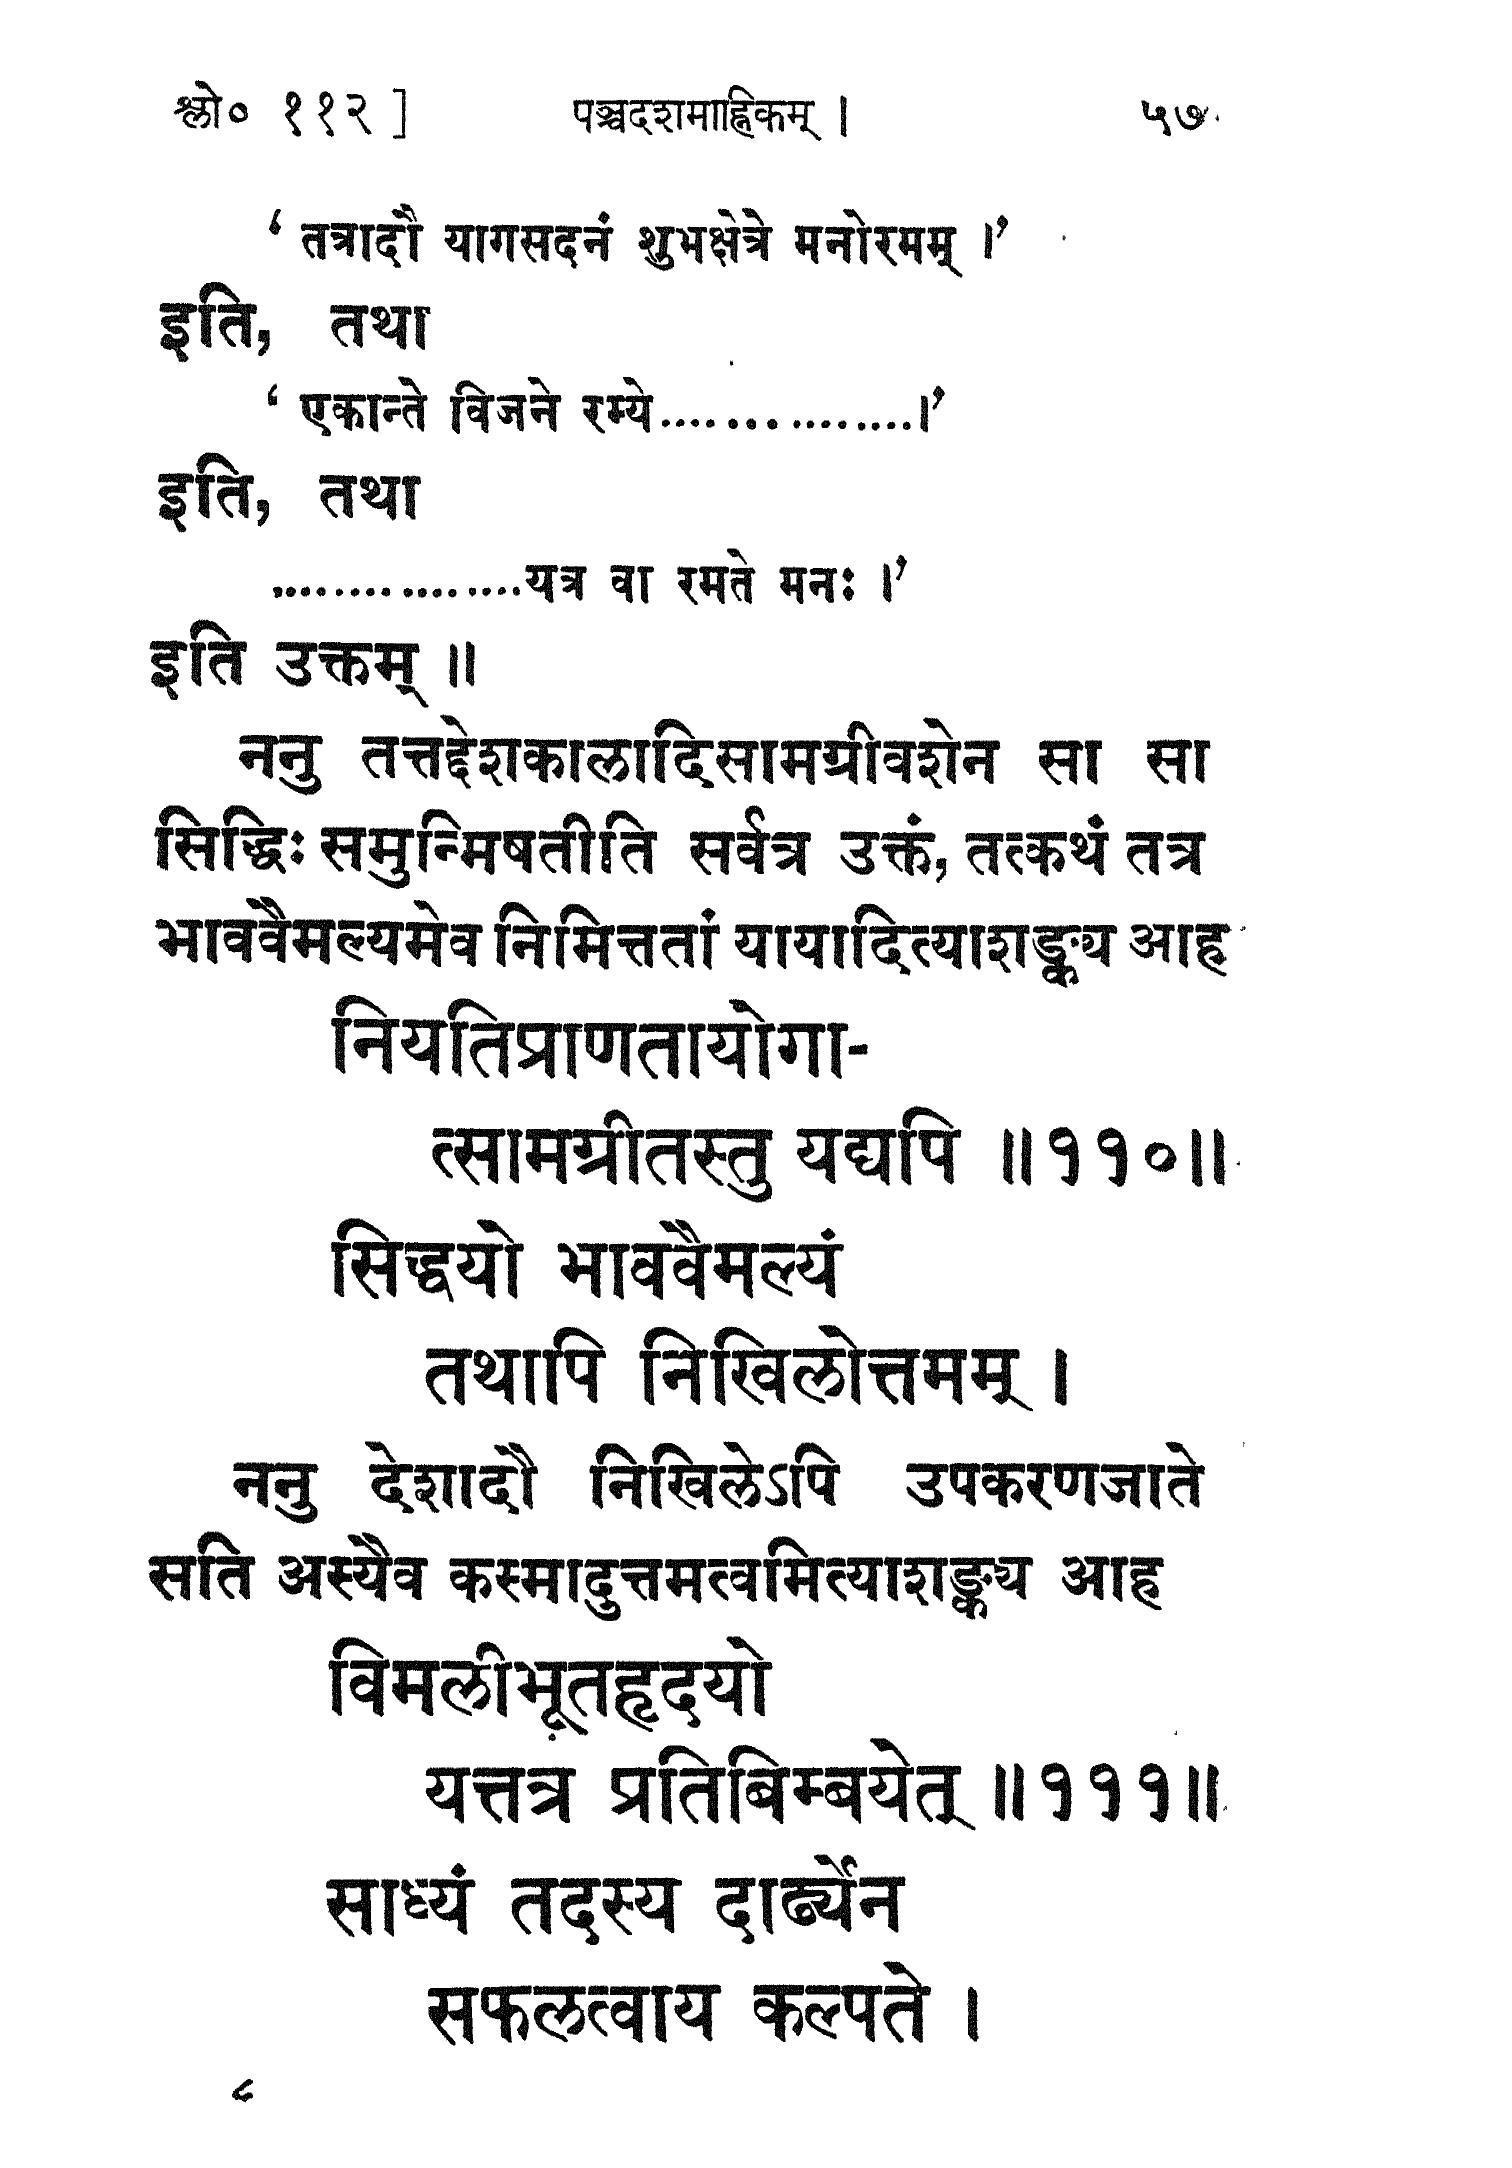 श्लो० ११२ ] पञ्चदशमाह्निकम् । ५७
‘ तत्रादौ यागसदनं शुभक्षेत्रे मनोरमम् ।’
इति, तथा
‘ एकान्ते विजने रम्ये..................।’
इति, तथा
..................यत्र वा रमते मनः ।’
इति उक्तम् ॥
ननु तत्तद्देशकालादिसामग्रीवशेन सा सा
सिद्धिः समुन्मिषतीति सर्वत्र उक्तं, तत्कथं तत्र
भाववैमल्यमेव निमित्ततां यायादित्याशङ्क्य आह
नियतिप्राणतायोगा-
त्सामग्रीतस्तु यद्यपि ॥११०॥
सिद्धयो भाववैमल्यं
तथापि निखिलोत्तमम् ।
ननु देशादौ निखिलेऽपि उपकरणजाते
सति अस्यैव कस्मादुत्तमत्वमित्याशङ्क्य आह
विमलीभूतहृदयो
यत्तत्र प्रतिबिम्बयेत् ॥१११॥
साध्यं तदस्य दार्ढ्येन
सफलत्वाय कल्पते ।
८